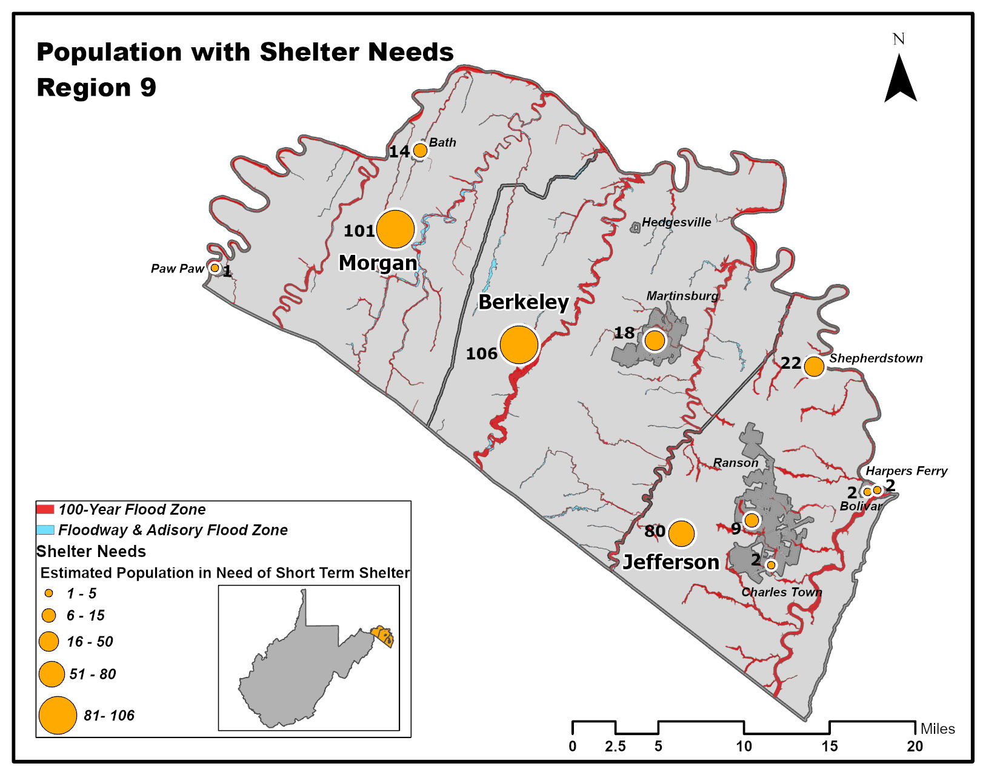 Population with Shelter Needs
Region 9
N
14
Bath
Hedgesville
101
Morgan
Paw Paw
1
Berkeley
106
Martinsburg
18
22
Shepherdstown
Ranson
Harpers Ferry
2
2
Bolivar
9
80
Jefferson
2
Charles Town
100-Year Flood Zone
Floodway & Adisory Flood Zone
Shelter Needs
Estimated Population in Need of Short Term Shelter
1 - 5
6 - 15
16 - 50
51 - 80
81- 106
Miles
0 2.5 5 10 15 20